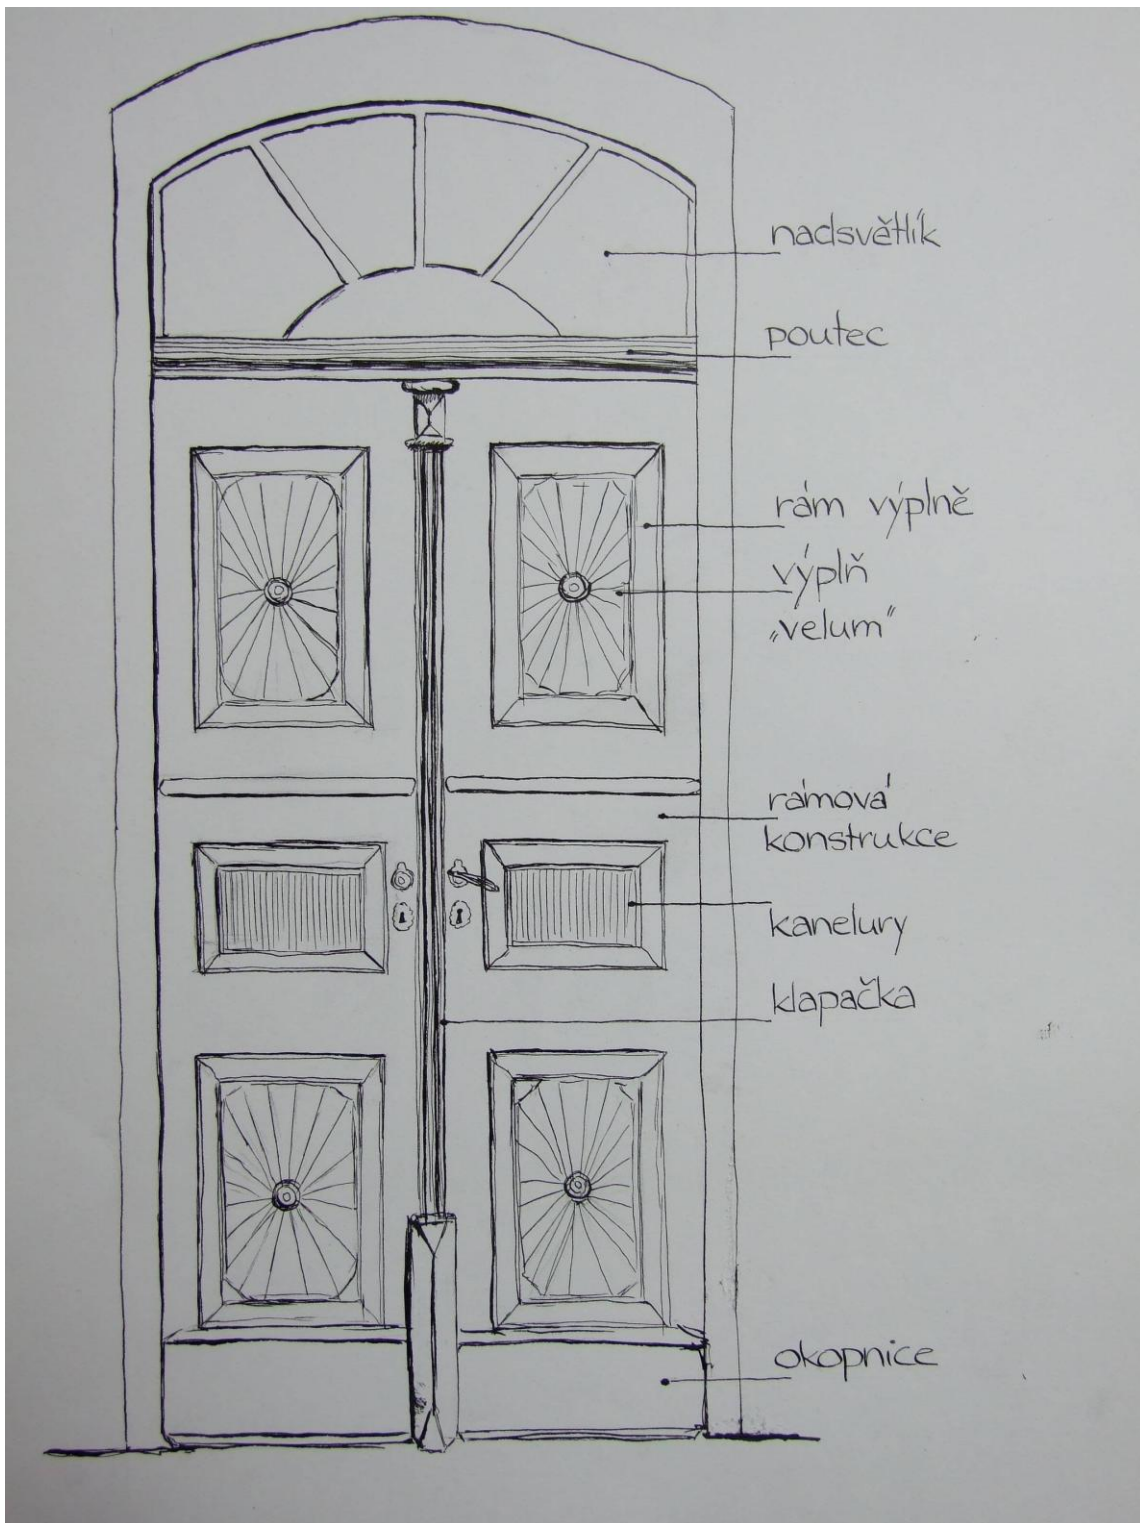 nadsvětlík
poutec
rám výplně
výplň
„velum"
rámová
konstrukce
kanelury
klapačka
okopnice